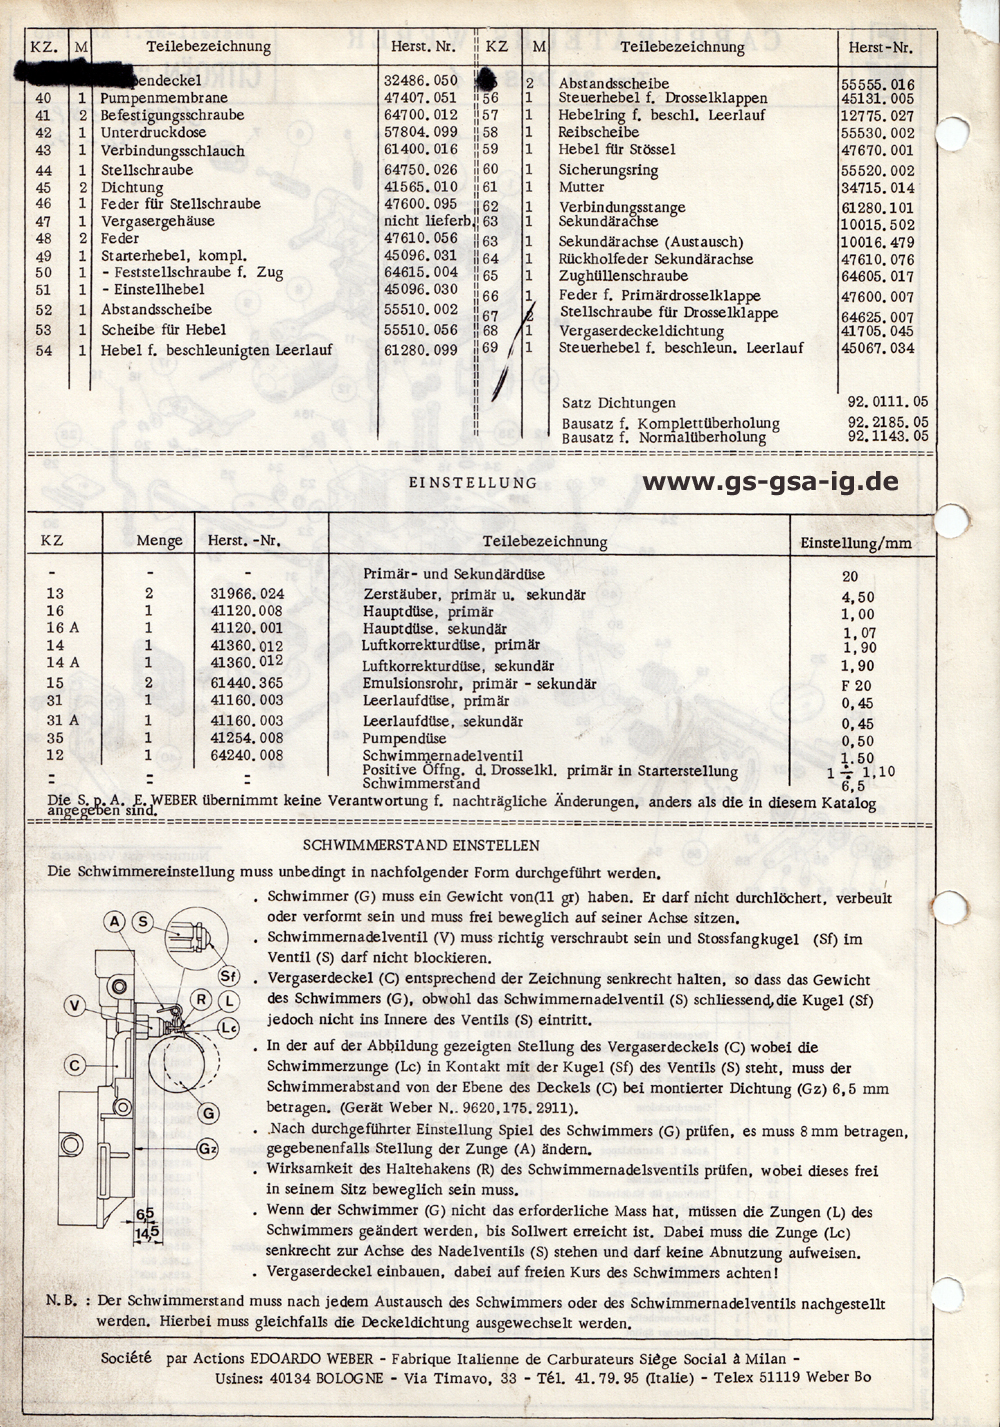 KZ. M Teilebezeichnung Herst. Nr. KZ M Teilebezeichnung Herst-Nr.
endeckel 32486.050
40 1 Pumpenmembrane 47407.051
41 2 Befestigungsschraube 64700.012
42 1 Unterdruckdose 57804.099
43 1 Verbindungsschlauch 61400.016
44 1 Stellschraube 64750.026
45 2 Dichtung 41565.010
46 1 Feder für Stellschraube 47600.095
47 1 Vergasergehäuse nicht lieferb.
48 2 Feder 47610.056
49 1 Starterhebel, kompl. 45096.031
50 1 - Feststellschraube f. Zug 64615.004
51 1 - Einstellhebel 45096.030
52 1 Abstandsscheibe 55510.002
53 1 Scheibe für Hebel 55510.056
54 1 Hebel f. beschleunigten Leerlauf 61280.099
2 Abstandsscheibe 55555.016
56 1 Steuerhebel f. Drosselklappen 45131.005
57 1 Hebelring f. beschl. Leerlauf 12775.027
58 1 Reibscheibe 55530.002
59 1 Hebel für Stössel 47670.001
60 1 Sicherungsring 55520.002
61 1 Mutter 34715.014
62 1 Verbindungsstange 61280.101
63 1 Sekundärachse 10015.502
63 1 Sekundärachse (Austausch) 10016.479
64 1 Rückholfeder Sekundärachse 47610.076
65 1 Zughüllenschraube 64605.017
66 1 Feder f. Primärdrosselklappe 47600.007
67 2 Stellschraube für Drosselklappe 64625.007
68 1 Vergaserdeckeldichtung 41705.045
69 1 Steuerhebel f. beschleun. Leerlauf 45067.034
Satz Dichtungen 92.0111.05
Bausatz f. Komplettüberholung 92.2185.05
Bausatz f. Normalüberholung 92.1143.05
EINSTELLUNG www.gs-gsa-ig.de
KZ Menge Herst.-Nr. Teilebezeichnung Einstellung/mm
- - - Primär- und Sekundärdüse 20
13 2 31966.024 Zerstäuber, primär u. sekundär 4,50
16 1 41120.008 Hauptdüse, primär 1,00
16 A 1 41120.001 Hauptdüse. sekundär 1,07
14 1 41360.012 Luftkorrekturdüse, primär 1,90
14 A 1 41360.012 Luftkorrekturdüse, sekundär 1,90
15 2 61440.365 Emulsionsrohr, primär - sekundär F 20
31 1 41160.003 Leerlaufdüse, primär 0,45
31 A 1 41160.003 Leerlaufdüse, sekundär 0,45
35 1 41254.008 Pumpendüse 0,50
12 1 64240.008 Schwimmernadelventil 1.50
- - - Positive Öffng. d. Drosselkl. primär in Starterstellung 1 ÷ 1,10
- - - Schwimmerstand 6,5
Die S.p.A. E.WEBER übernimmt keine Verantwortung f. nachträgliche Änderungen, anders als die in diesem Katalog
angegeben sind.
SCHWIMMERSTAND EINSTELLEN
Die Schwimmereinstellung muss unbedingt in nachfolgender Form durchgeführt werden.
. Schwimmer (G) muss ein Gewicht von(11 gr) haben. Er darf nicht durchlöchert, verbeult
oder verformt sein und muss frei beweglich auf seiner Achse sitzen.
. Schwimmernadelventil (V) muss richtig verschraubt sein und Stossfangkugel (Sf) im
Ventil (S) darf nicht blockieren.
. Vergaserdeckel (C) entsprechend der Zeichnung senkrecht halten, so dass das Gewicht
des Schwimmers (G), obwohl das Schwimmernadelventil (S) schliessend,die Kugel (Sf)
jedoch nicht ins Innere des Ventils (S) eintritt.
. In der auf der Abbildung gezeigten Stellung des Vergaserdeckels (C) wobei die
Schwimmerzunge (Lc) in Kontakt mit der Kugel (Sf) des Ventils (S) steht, muss der
Schwimmerabstand von der Ebene des Deckels (C) bei montierter Dichtung (Gz) 6,5 mm
betragen. (Gerät Weber N.. 9620,175.2911).
. .Nach durchgeführter Einstellung Spiel des Schwimmers (G) prüfen, es muss 8 mm betragen,
gegebenenfalls Stellung der Zunge (A) ändern.
. Wirksamkeit des Haltehakens (R) des Schwimmernadelsventils prüfen, wobei dieses frei
in seinem Sitz beweglich sein muss.
. Wenn der Schwimmer (G) nicht das erforderliche Mass hat, müssen die Zungen (L) des
Schwimmers geändert werden, bis Sollwert erreicht ist. Dabei muss die Zunge (Lc)
senkrecht zur Achse des Nadelventils (S) stehen und darf keine Abnutzung aufweisen.
. Vergaserdeckel einbauen, dabei auf freien Kurs des Schwimmers achten!
A S
Sf
V R L
Lc
C
G
Gz
6,5
14,5
N.B. : Der Schwimmerstand muss nach jedem Austausch des Schwimmers oder des Schwimmernadelventils nachgestellt
werden. Hierbei muss gleichfalls die Deckeldichtung ausgewechselt werden.
Société par Actions EDOARDO WEBER - Fabrique Italienne de Carburateurs Siège Social à Milan -
Usines: 40134 BOLOGNE - Via Timavo, 33 - Tél. 41.79.95 (Italie) - Telex 51119 Weber Bo